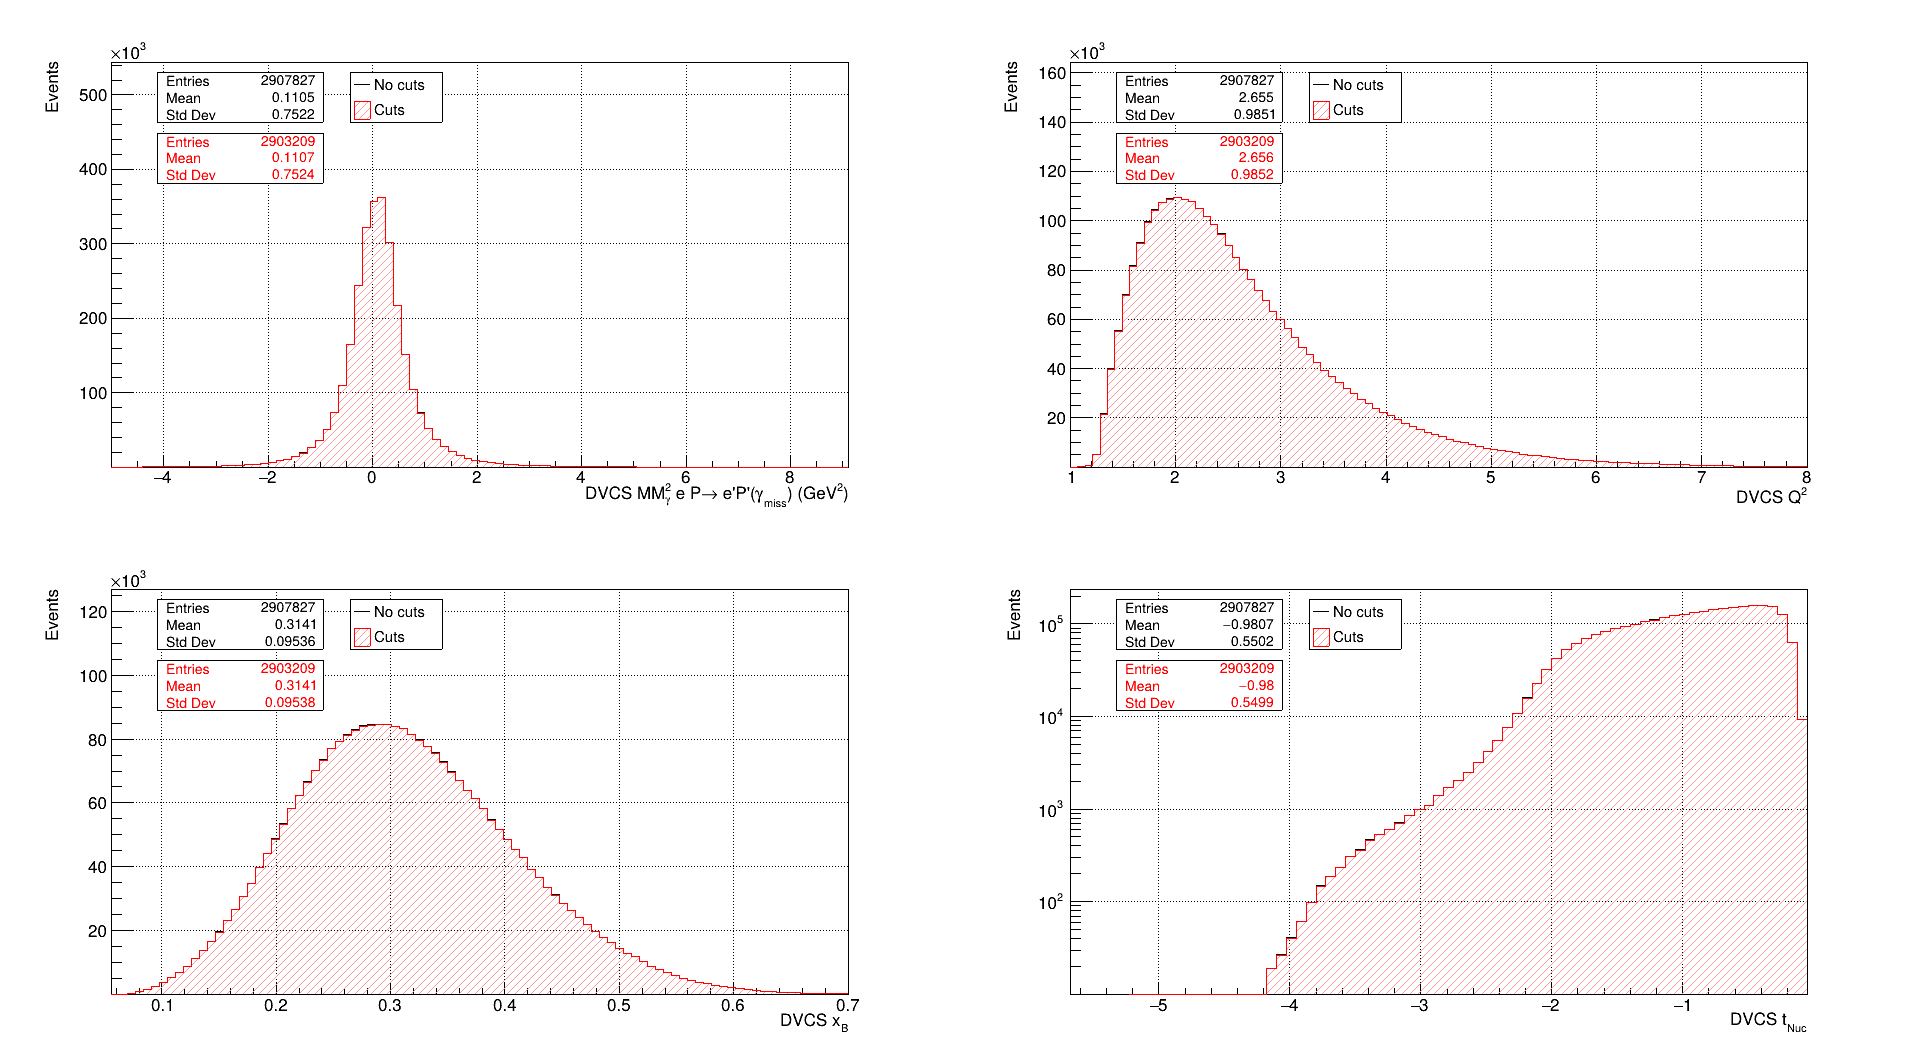 ×10³
Events
Entries 2907827
Mean 0.1105
Std Dev 0.7522
Entries 2903209
Mean 0.1107
Std Dev 0.7524
No cuts
Cuts
500
400
300
200
100
−4 −2 0 2 4 6 8
DVCS MM²γ e P→ e'P'(γmiss) (GeV²)
×10³
Events
Entries 2907827
Mean 2.655
Std Dev 0.9851
Entries 2903209
Mean 2.656
Std Dev 0.9852
No cuts
Cuts
160
140
120
100
80
60
40
20
1 2 3 4 5 6 7 8
DVCS Q²
×10³
Events
Entries 2907827
Mean 0.3141
Std Dev 0.09536
Entries 2903209
Mean 0.3141
Std Dev 0.09538
No cuts
Cuts
120
100
80
60
40
20
0.1 0.2 0.3 0.4 0.5 0.6 0.7
DVCS xB
Events
Entries 2907827
Mean −0.9807
Std Dev 0.5502
Entries 2903209
Mean −0.98
Std Dev 0.5499
No cuts
Cuts
10⁵
10⁴
10³
10²
−5 −4 −3 −2 −1
DVCS tNuc